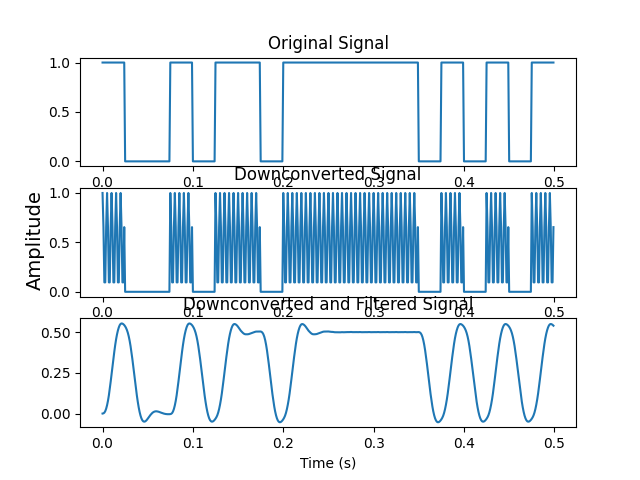 Original Signal
1.0
0.5
0.0
0.0 0.1 0.2 0.3 0.4 0.5
Downconverted Signal
1.0
0.5
0.0
Amplitude
0.0 0.1 0.2 0.3 0.4 0.5
Downconverted and Filtered Signal
0.50
0.25
0.00
0.0 0.1 0.2 0.3 0.4 0.5
Time (s)